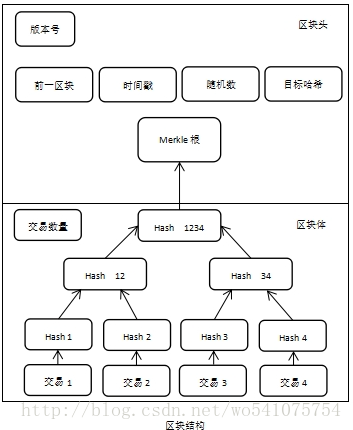 版本号
区块头
前一区块
时间戳
随机数
目标哈希
Merkle 根
交易数量
Hash 1234
区块体
Hash 12
Hash 34
Hash 1
Hash 2
Hash 3
Hash 4
交易 1
交易 2
交易 3
交易 4
http://blog.csdn.net/wo541075754
区块结构